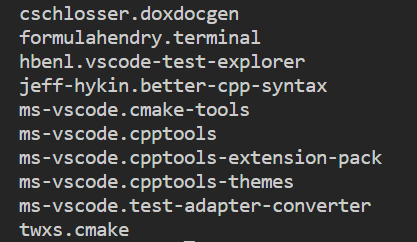 cschlosser.doxdocgen
formulahendry.terminal
hbenl.vscode-test-explorer
jeff-hykin.better-cpp-syntax
ms-vscode.cmake-tools
ms-vscode.cpptools
ms-vscode.cpptools-extension-pack
ms-vscode.cpptools-themes
ms-vscode.test-adapter-converter
twxs.cmake